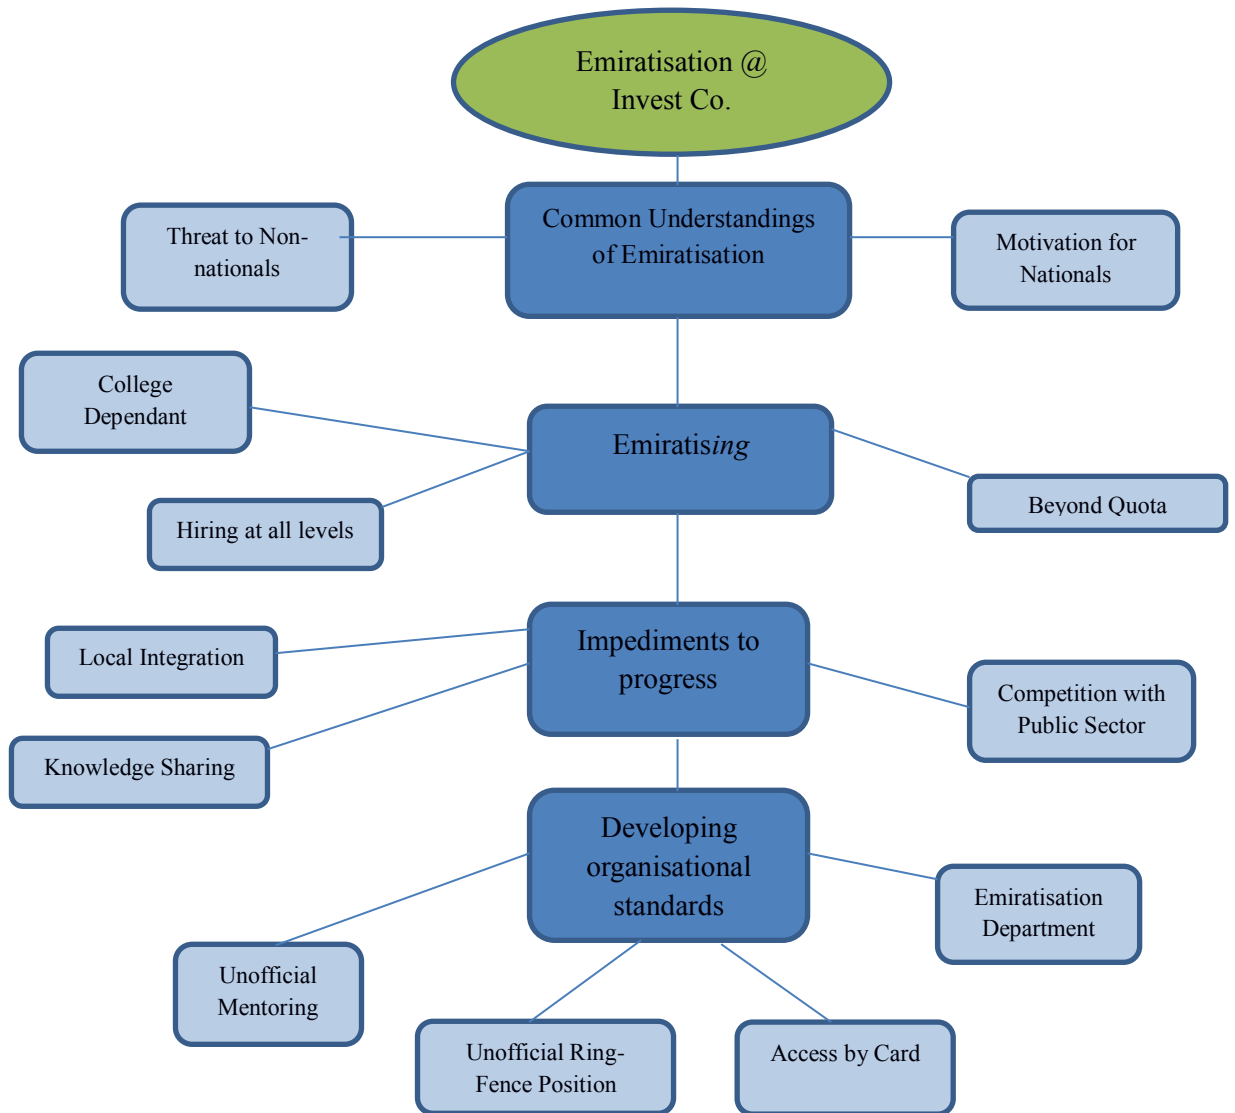 Emiratisation @
Invest Co.
Threat to Non-
nationals
Common Understandings
of Emiratisation
Motivation for
Nationals
College
Dependant
Emiratising
Hiring at all levels
Beyond Quota
Local Integration
Impediments to
progress
Knowledge Sharing
Competition with
Public Sector
Developing
organisational
standards
Emiratisation
Department
Unofficial
Mentoring
Unofficial Ring-
Fence Position
Access by Card